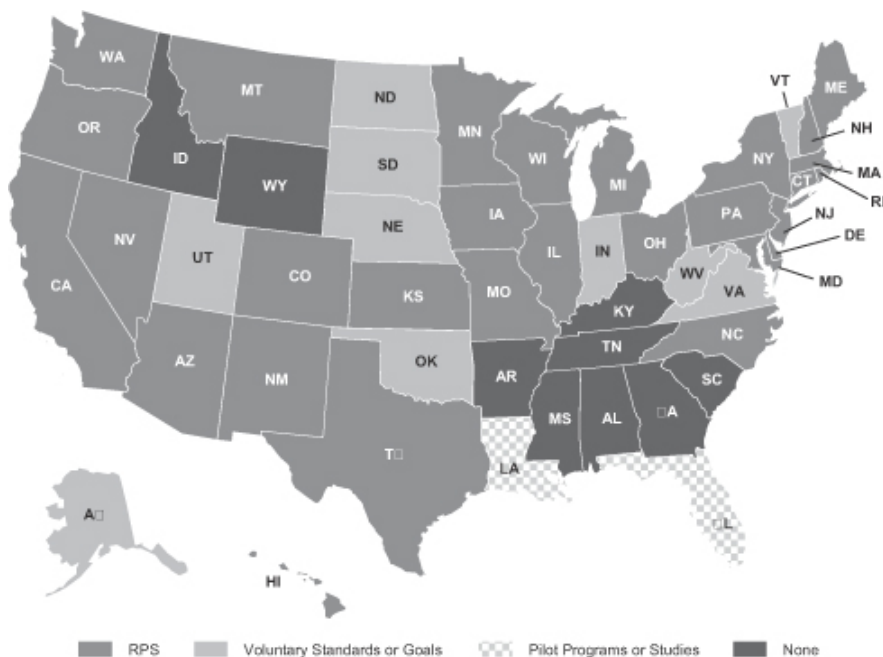 WA
MT
ND
MN
VT
ME
OR
ID
SD
WI
NY
NH
WY
MI
MA
CT
RI
NE
IA
PA
NJ
NV
UT
IL
IN
OH
DE
CA
CO
KS
MO
WV
VA
MD
KY
AZ
NM
OK
AR
TN
NC
SC
MS
AL
□A
T□
LA
A□
□L
HI
RPS Voluntary Standards or Goals Pilot Programs or Studies None